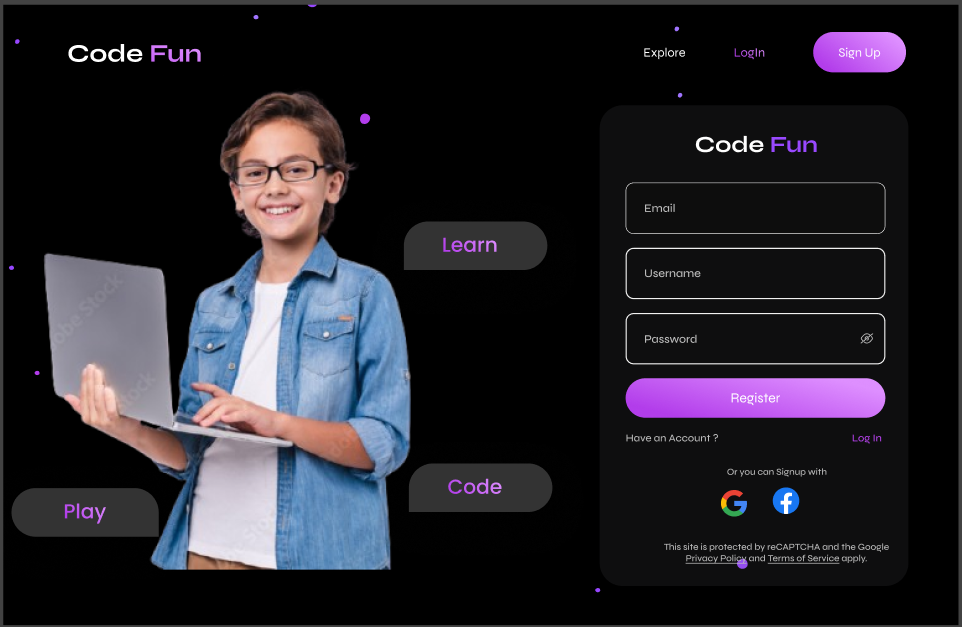 Code Fun
Explore
LogIn
Sign Up
Code Fun
Email
Username
Password
Register
Have an Account ?
Log In
Or you can Signup with
This site is protected by reCAPTCHA and the Google
Privacy Policy and Terms of Service apply.
Learn
Code
Play
Adobe Stock